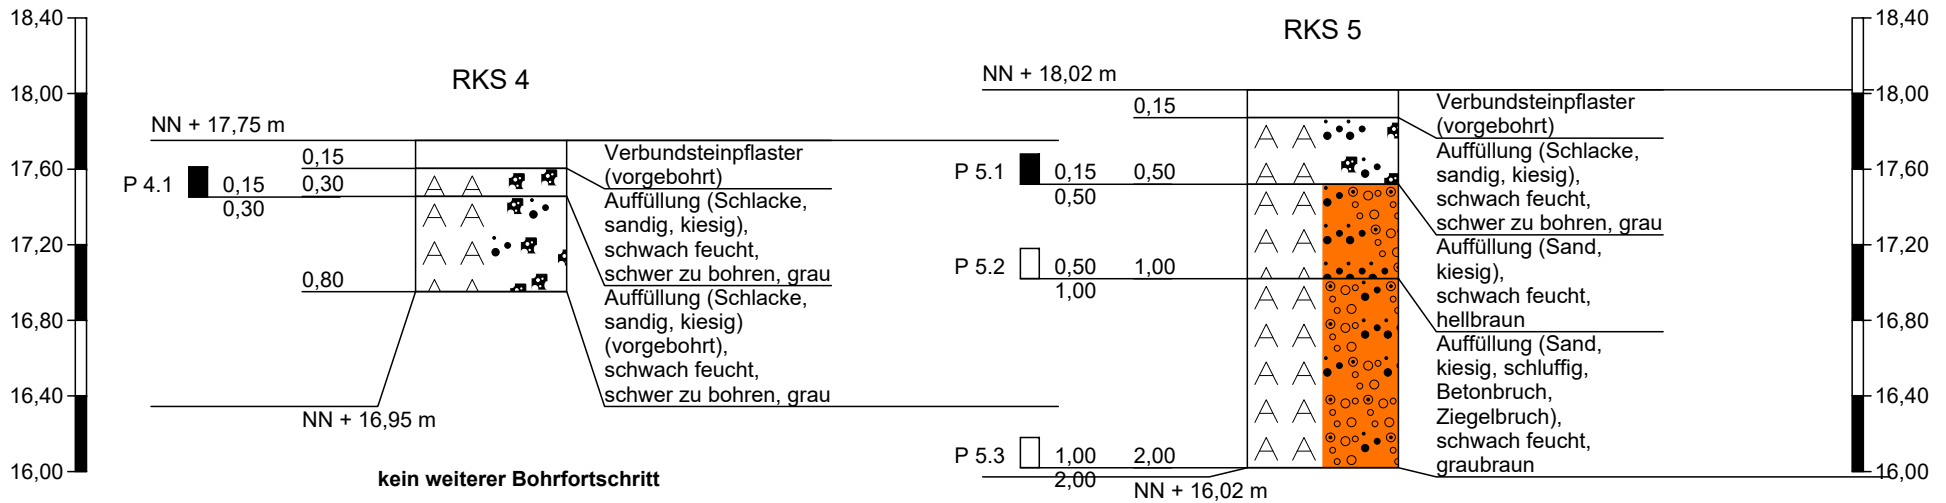 18,40
18,00
17,60
17,20
16,80
16,40
16,00
RKS 4
NN + 17,75 m
P 4.1
0,15
0,30
0,15
0,30
0,80
Verbundsteinpflaster
(vorgebohrt)
Auffüllung (Schlacke,
sandig, kiesig),
schwach feucht,
schwer zu bohren, grau
Auffüllung (Schlacke,
sandig, kiesig)
(vorgebohrt),
schwach feucht,
schwer zu bohren, grau
NN + 16,95 m
kein weiterer Bohrfortschritt
RKS 5
NN + 18,02 m
0,15
P 5.1
0,15
0,50
0,50
P 5.2
0,50
1,00
1,00
P 5.3
1,00
2,00
2,00
Verbundsteinpflaster
(vorgebohrt)
Auffüllung (Schlacke,
sandig, kiesig),
schwach feucht,
schwer zu bohren, grau
Auffüllung (Sand,
kiesig),
schwach feucht,
hellbraun
Auffüllung (Sand,
kiesig, schluffig,
Betonbruch,
Ziegelbruch),
schwach feucht,
graubraun
NN + 16,02 m
18,40
18,00
17,60
17,20
16,80
16,40
16,00